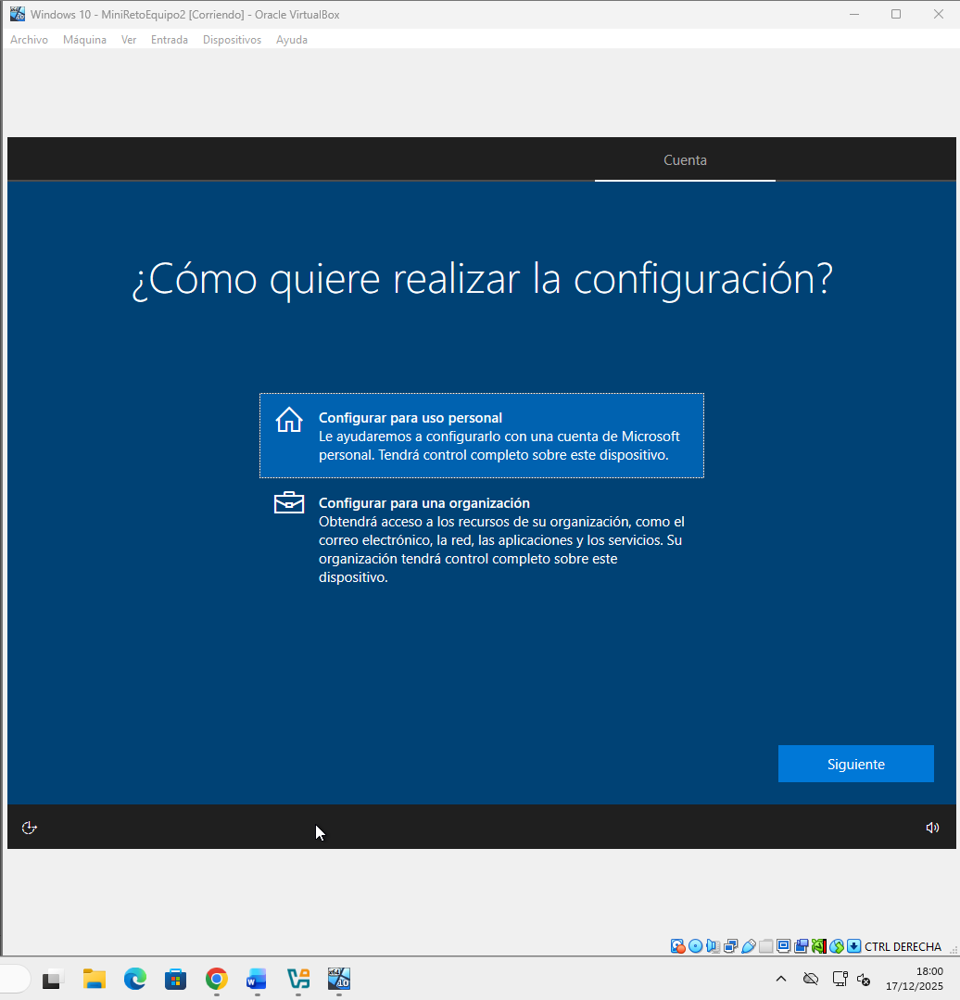 Windows 10 - MiniRetoEquipo2 [Corriendo] - Oracle VirtualBox
Archivo Máquina Ver Entrada Dispositivos Ayuda
Cuenta
¿Cómo quiere realizar la configuración?
Configurar para uso personal
Le ayudaremos a configurarlo con una cuenta de Microsoft
personal. Tendrá control completo sobre este dispositivo.
Configurar para una organización
Obtendrá acceso a los recursos de su organización, como el
correo electrónico, la red, las aplicaciones y los servicios. Su
organización tendrá control completo sobre este
dispositivo.
Siguiente
CTRL DERECHA
18:00
17/12/2025